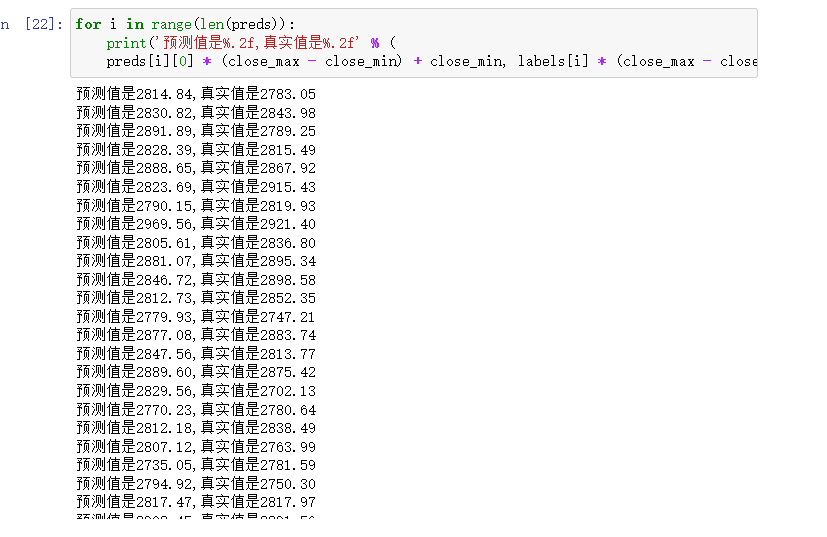 n [22]:
for i in range(len(preds)):
print('预测值是%.2f,真实值是%.2f' % (
preds[i][0] * (close_max - close_min) + close_min, labels[i] * (close_max - close
预测值是2814.84,真实值是2783.05
预测值是2830.82,真实值是2843.98
预测值是2891.89,真实值是2789.25
预测值是2828.39,真实值是2815.49
预测值是2888.65,真实值是2867.92
预测值是2823.69,真实值是2915.43
预测值是2790.15,真实值是2819.93
预测值是2969.56,真实值是2921.40
预测值是2805.61,真实值是2836.80
预测值是2881.07,真实值是2895.34
预测值是2846.72,真实值是2898.58
预测值是2812.73,真实值是2852.35
预测值是2779.93,真实值是2747.21
预测值是2877.08,真实值是2883.74
预测值是2847.56,真实值是2813.77
预测值是2889.60,真实值是2875.42
预测值是2829.56,真实值是2702.13
预测值是2770.23,真实值是2780.64
预测值是2812.18,真实值是2838.49
预测值是2807.12,真实值是2763.99
预测值是2735.05,真实值是2781.59
预测值是2794.92,真实值是2750.30
预测值是2817.47,真实值是2817.97